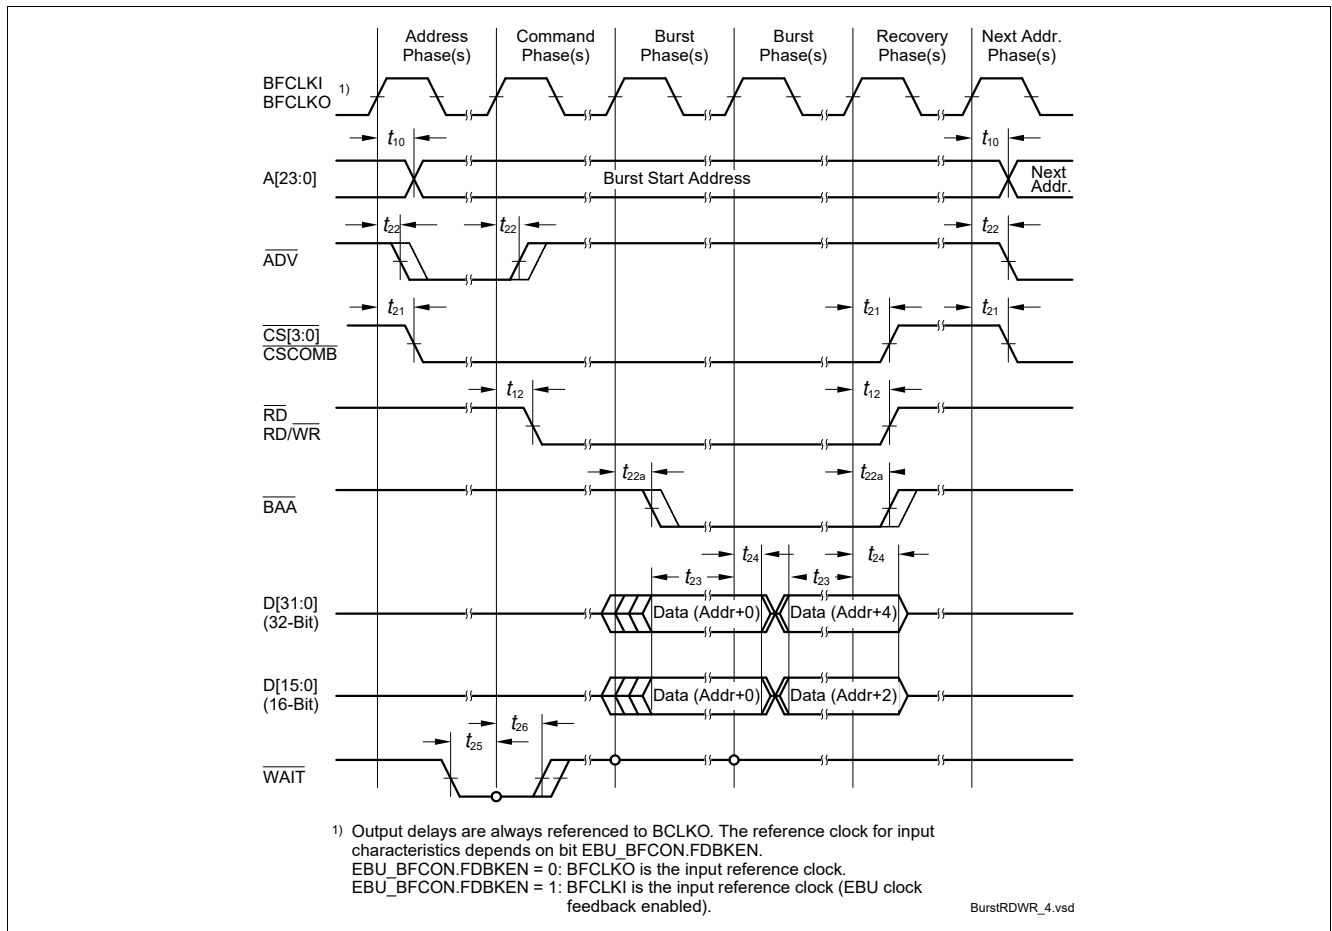 Address Phase(s)
Command Phase(s)
Burst Phase(s)
Burst Phase(s)
Recovery Phase(s)
Next Addr. Phase(s)
BFCLKI
BFCLKO 1)
t10
t10
A[23:0]
Burst Start Address
Next Addr.
t22
t22
t22
ADV
t21
t21
t21
CS[3:0]
CSCOMB
t12
t12
RD
RD/WR
t22a
t22a
BAA
t24
t24
t23
t23
D[31:0]
(32-Bit)
Data (Addr+0)
Data (Addr+4)
D[15:0]
(16-Bit)
Data (Addr+0)
Data (Addr+2)
t26
t25
WAIT
1) Output delays are always referenced to BCLKO. The reference clock for input
characteristics depends on bit EBU_BFCON.FDBKEN.
EBU_BFCON.FDBKEN = 0: BFCLKO is the input reference clock.
EBU_BFCON.FDBKEN = 1: BFCLKI is the input reference clock (EBU clock
feedback enabled).
BurstRDWR_4.vsd